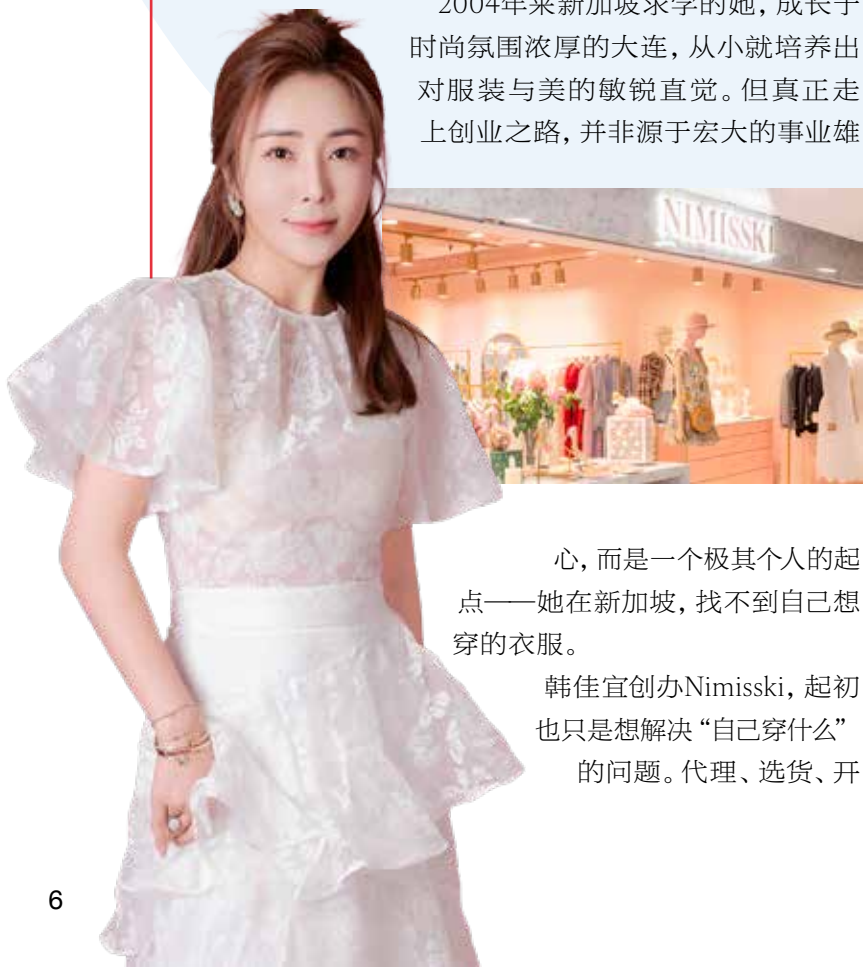 2004年来新加坡求学的她，成长于
时尚氛围浓厚的大连，从小就培养出
对服装与美的敏锐直觉。但真正走
上创业之路，并非源于宏大的事业雄
NIMISSKI
心，而是一个极其个人的起
点——她在新加坡，找不到自己想
穿的衣服。
韩佳宜创办Nimisski，起初
也只是想解决“自己穿什么”
的问题。代理、选货、开
6